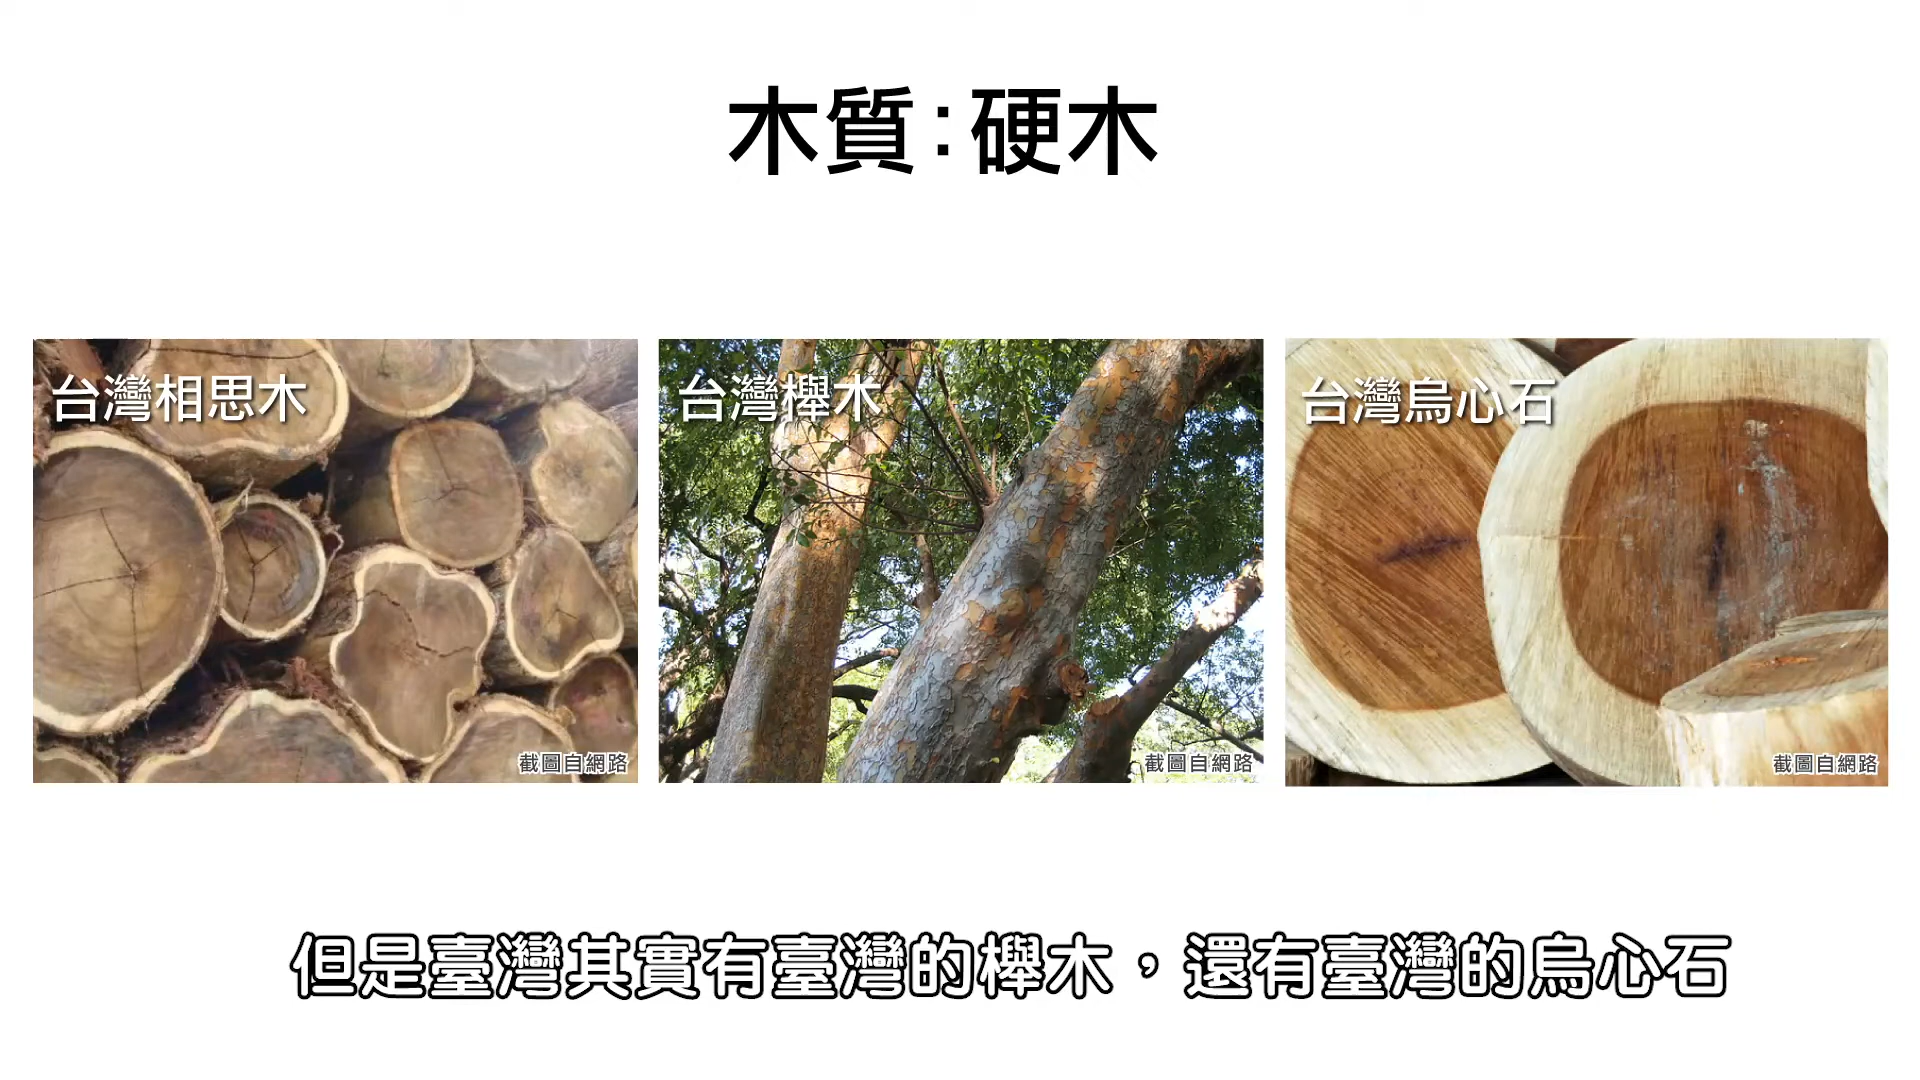 木質:硬木
台灣相思木
台灣櫸木
台灣烏心石
截圖自網路
截圖自網路
截圖自網路
但是臺灣其實有臺灣的櫸木,還有臺灣的烏心石